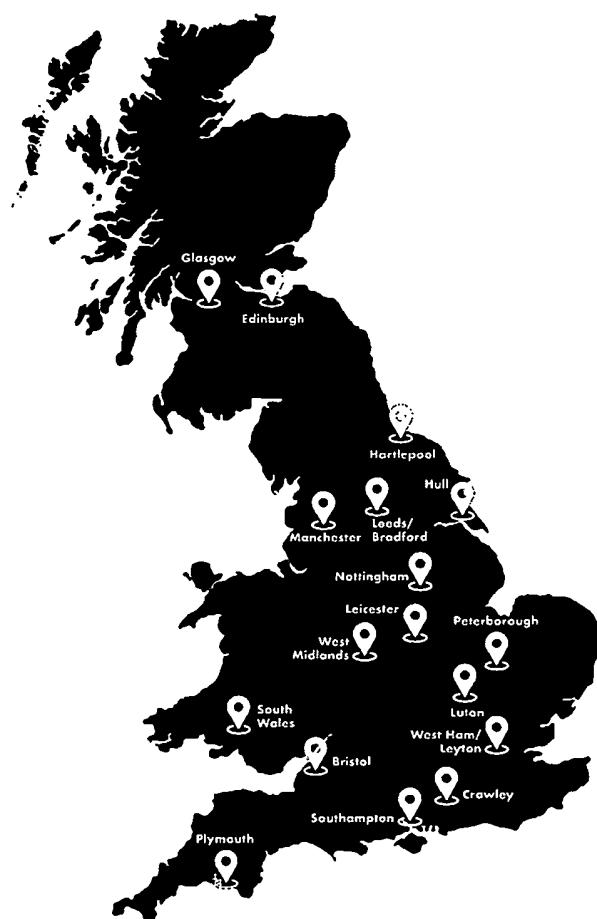 Glasgow
Edinburgh
Hartlepool
Hull
Manchester
Leeds/
Bradford
Nottingham
Leicester
Peterborough
West
Midlands
Luton
South
Wales
West Ham/
Leyton
Bristol
Crawley
Southampton
Plymouth